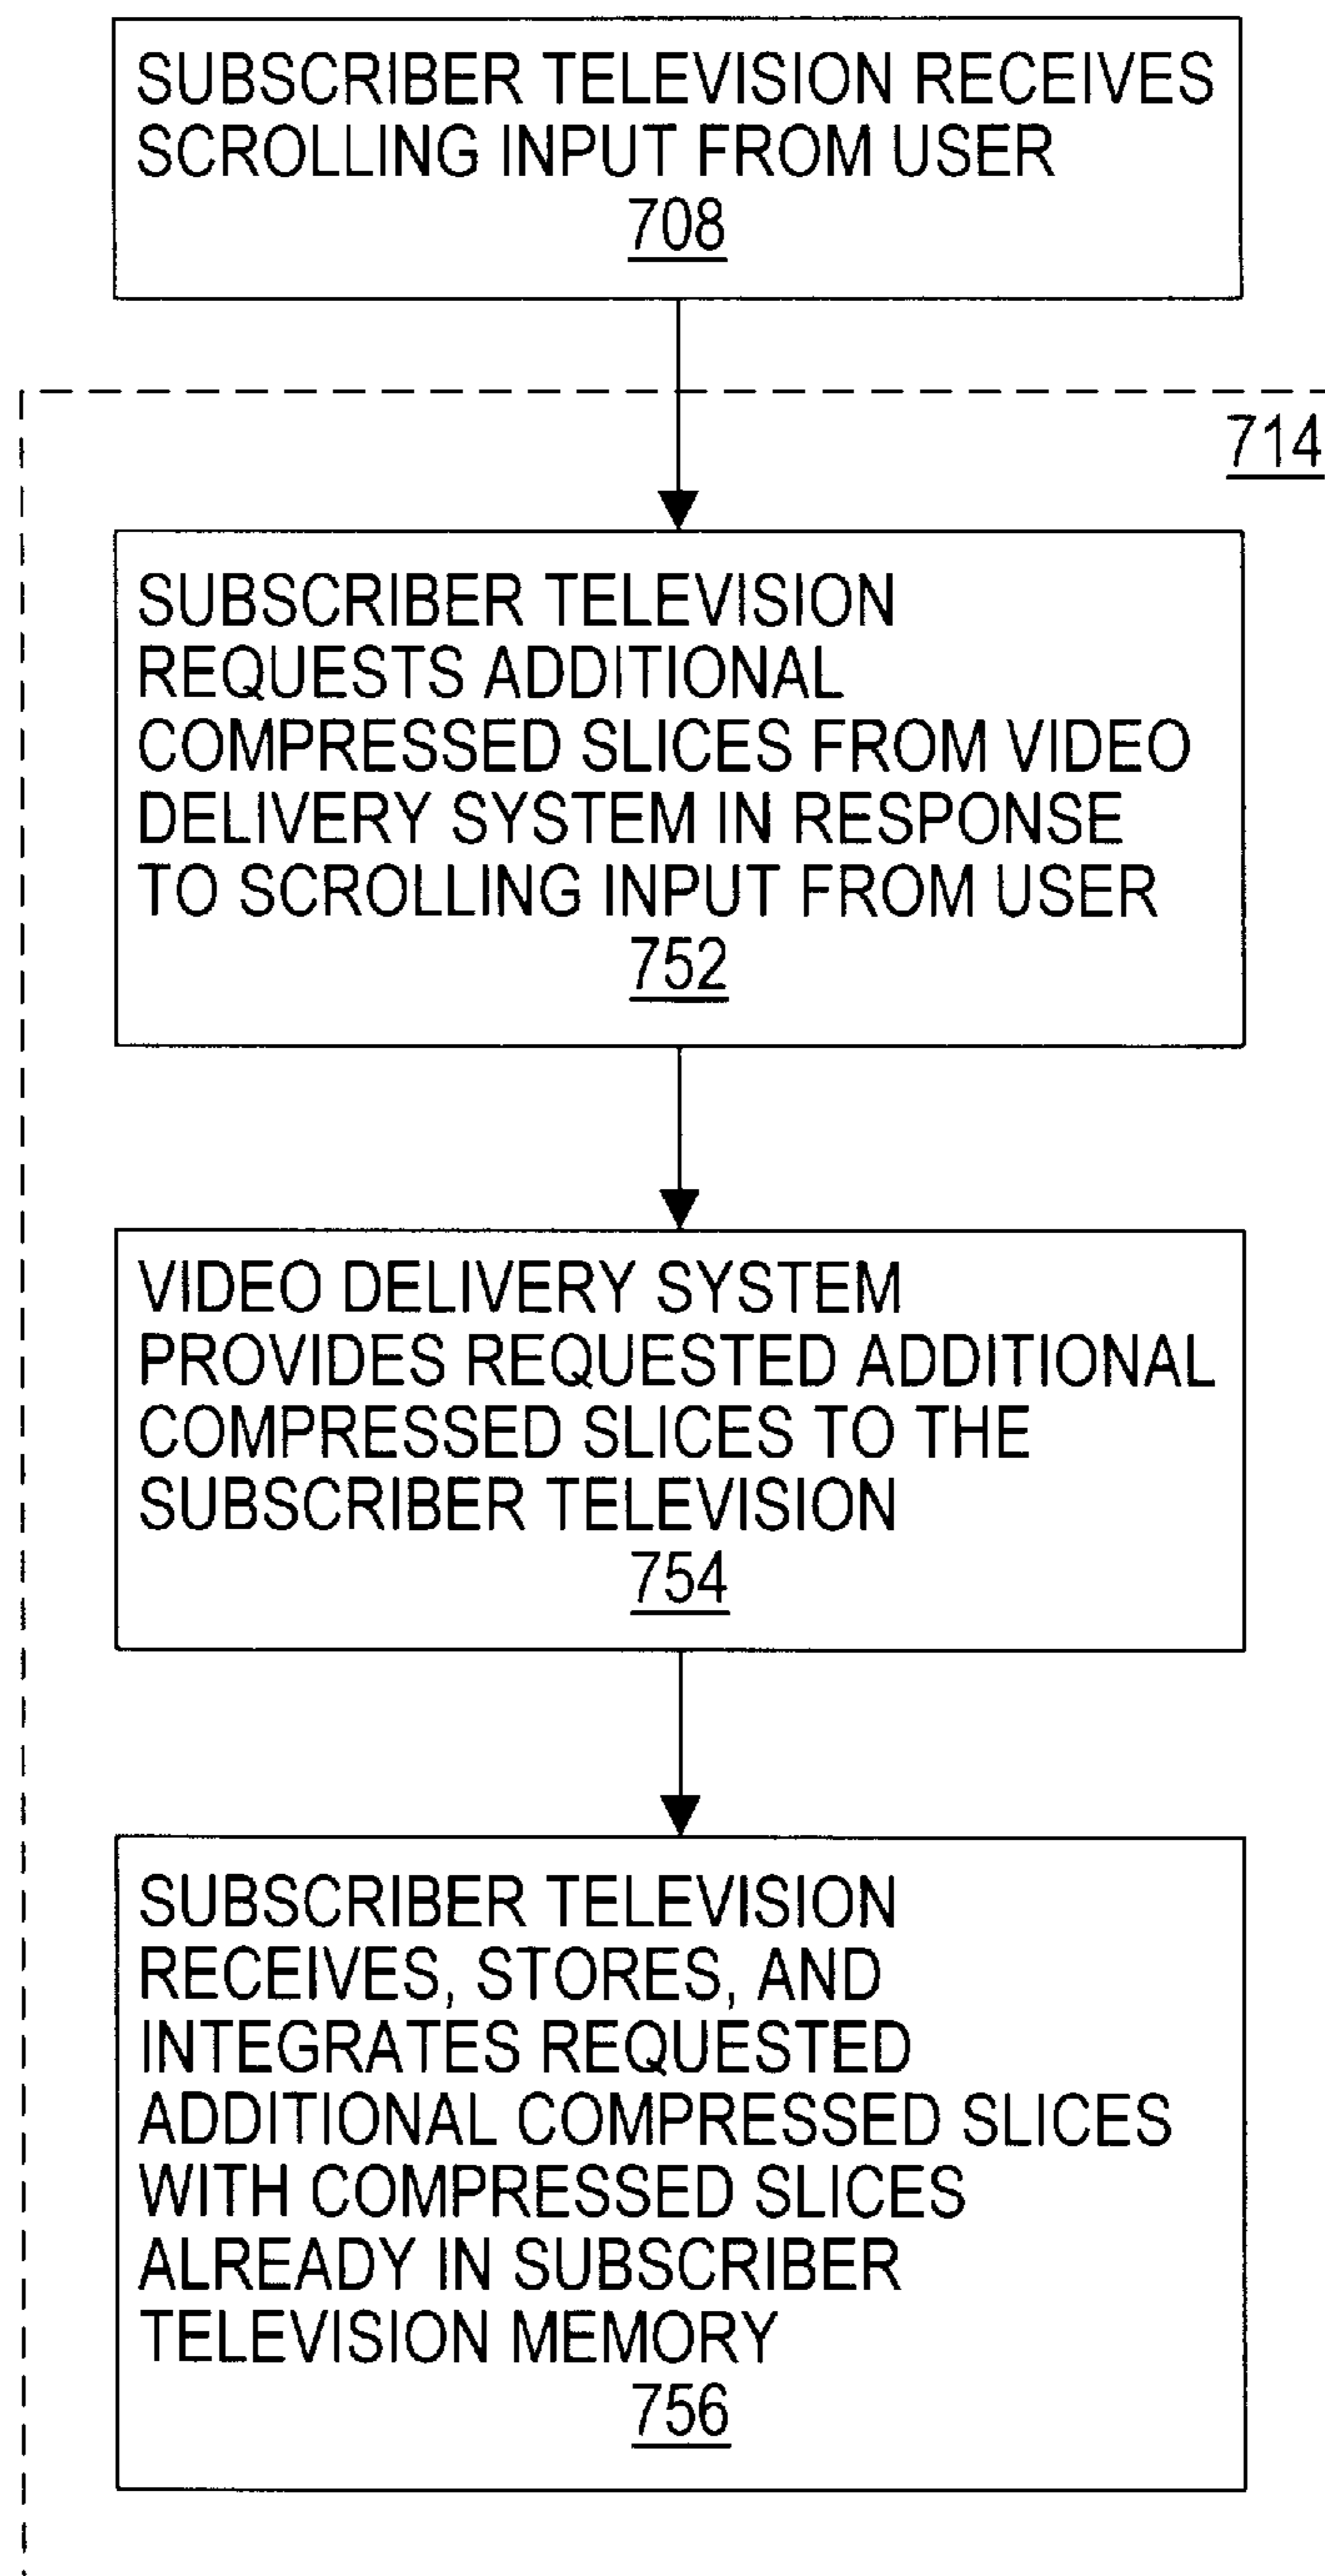 SUBSCRIBER TELEVISION RECEIVES
SCROLLING INPUT FROM USER
708
714
SUBSCRIBER TELEVISION
REQUESTS ADDITIONAL
COMPRESSED SLICES FROM VIDEO
DELIVERY SYSTEM IN RESPONSE
TO SCROLLING INPUT FROM USER
752
VIDEO DELIVERY SYSTEM
PROVIDES REQUESTED ADDITIONAL
COMPRESSED SLICES TO THE
SUBSCRIBER TELEVISION
754
SUBSCRIBER TELEVISION
RECEIVES, STORES, AND
INTEGRATES REQUESTED
ADDITIONAL COMPRESSED SLICES
WITH COMPRESSED SLICES
ALREADY IN SUBSCRIBER
TELEVISION MEMORY
756